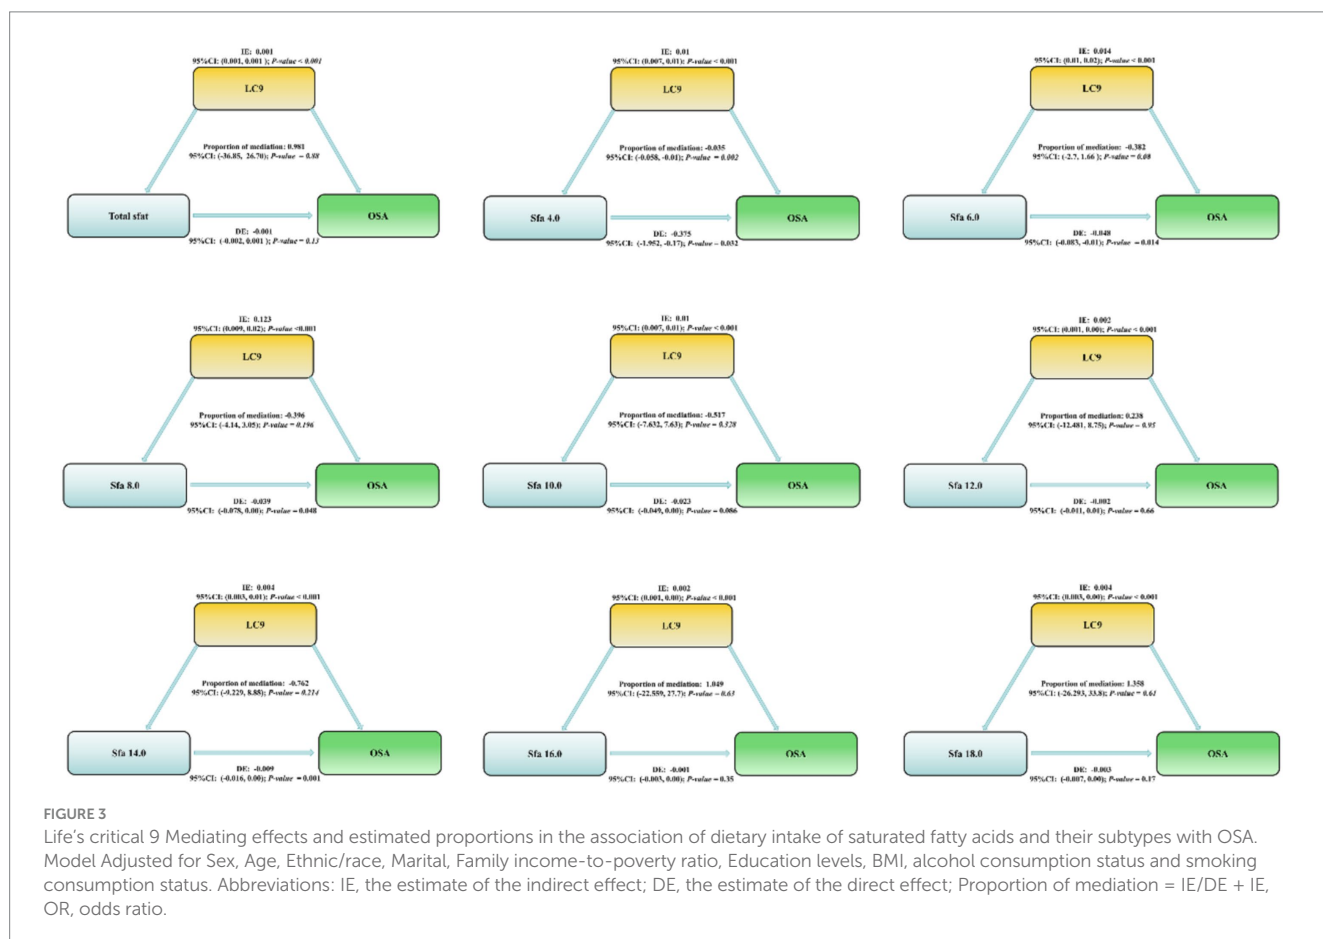 IE: 0.001
95%CI: (0.001, 0.001 ); P-value < 0.001
LC9
Proportion of mediation: 0.981
95%CI: (-36.85, 26.70); P-value = 0.88
Total sfat
OSA
DE: -0.001
95%CI: (-0.002, 0.001 ); P-value = 0.13
IE: 0.01
95%CI: (0.007, 0.01); P-value < 0.001
LC9
Proportion of mediation: -0.035
95%CI: (-0.058, -0.01); P-value = 0.002
Sfa 4.0
OSA
DE: -0.375
95%CI: (-1.952, -0.17); P-value = 0.032
IE: 0.014
95%CI: (0.01, 0.02); P-value < 0.001
LC9
Proportion of mediation: -0.382
95%CI: (-2.7, 1.66 ); P-value = 0.08
Sfa 6.0
OSA
DE: -0.048
95%CI: (-0.083, -0.01); P-value = 0.014
IE: 0.123
95%CI: (0.009, 0.02); P-value <0.001
LC9
Proportion of mediation: -0.396
95%CI: (-4.14, 3.05); P-value = 0.196
Sfa 8.0
OSA
DE: -0.039
95%CI: (-0.078, 0.00); P-value = 0.048
IE: 0.01
95%CI: (0.007, 0.01); P-value < 0.001
LC9
Proportion of mediation: -0.517
95%CI: (-7.632, 7.63); P-value = 0.328
Sfa 10.0
OSA
DE: -0.023
95%CI: (-0.049, 0.00); P-value = 0.086
IE: 0.002
95%CI: (0.001, 0.00); P-value < 0.001
LC9
Proportion of mediation: 0.238
95%CI: (-12.481, 8.75); P-value = 0.95
Sfa 12.0
OSA
DE: -0.002
95%CI: (-0.011, 0.01); P-value = 0.66
IE: 0.004
95%CI: (0.003, 0.01); P-value < 0.001
LC9
Proportion of mediation: -0.762
95%CI: (-9.229, 8.88); P-value = 0.214
Sfa 14.0
OSA
DE: -0.009
95%CI: (-0.016, 0.00); P-value = 0.001
IE: 0.002
95%CI: (0.001, 0.00); P-value < 0.001
LC9
Proportion of mediation: 1.049
95%CI: (-22.559, 27.7); P-value = 0.63
Sfa 16.0
OSA
DE: -0.001
95%CI: (-0.003, 0.00); P-value = 0.35
IE: 0.004
95%CI: (0.003, 0.00); P-value < 0.001
LC9
Proportion of mediation: 1.358
95%CI: (-26.293, 33.8); P-value = 0.61
Sfa 18.0
OSA
DE: -0.003
95%CI: (-0.007, 0.00); P-value = 0.17
FIGURE 3
Life's critical 9 Mediating effects and estimated proportions in the association of dietary intake of saturated fatty acids and their subtypes with OSA.
Model Adjusted for Sex, Age, Ethnic/race, Marital, Family income-to-poverty ratio, Education levels, BMI, alcohol consumption status and smoking
consumption status. Abbreviations: IE, the estimate of the indirect effect; DE, the estimate of the direct effect; Proportion of mediation = IE/DE + IE,
OR, odds ratio.